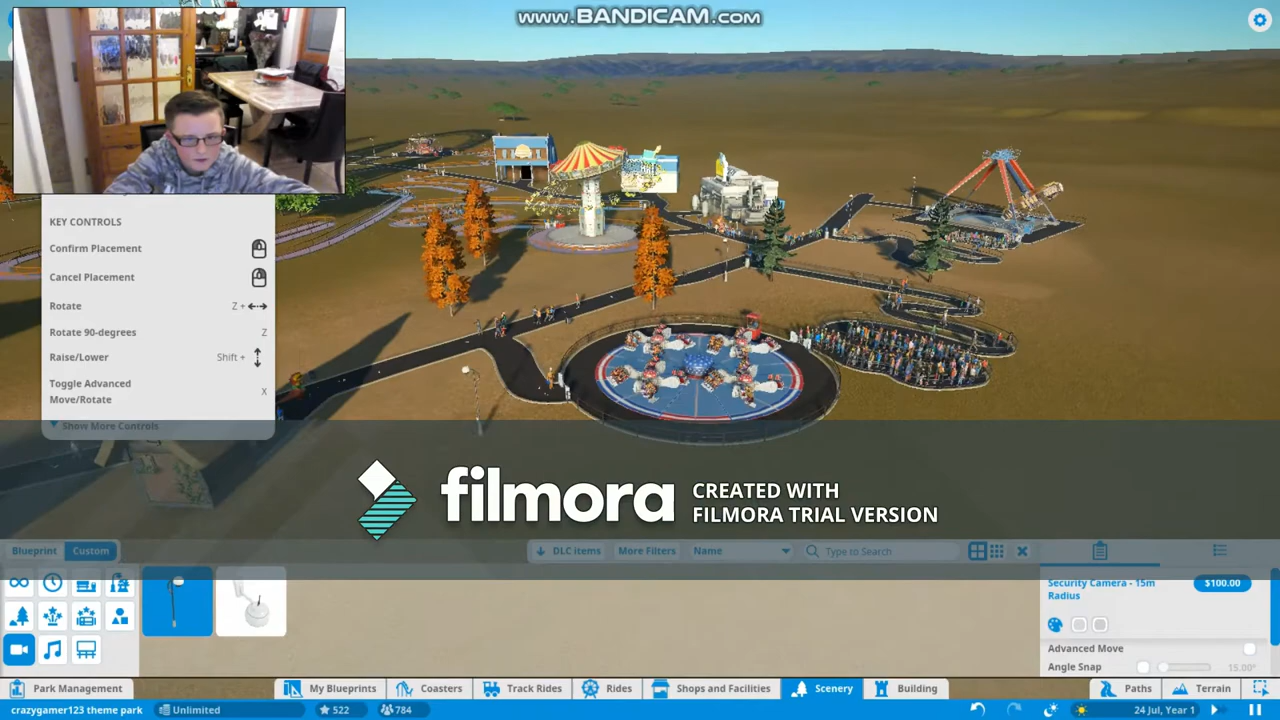 www.BANDICAM.com
KEY CONTROLS
Confirm Placement
Cancel Placement
Rotate Z +
Rotate 90-degrees Z
Raise/Lower Shift +
Toggle Advanced
Move/Rotate X
Show More Controls
filmora CREATED WITH
FILMORA TRIAL VERSION
Blueprint Custom DLC items More Filters Name Type to Search
Security Camera - 15m
Radius $100.00
Advanced Move
Angle Snap 15.00°
Park Management My Blueprints Coasters Track Rides Rides Shops and Facilities Scenery Building Paths Terrain
crazygamer123 theme park Unlimited 522 784 24 Jul, Year 1